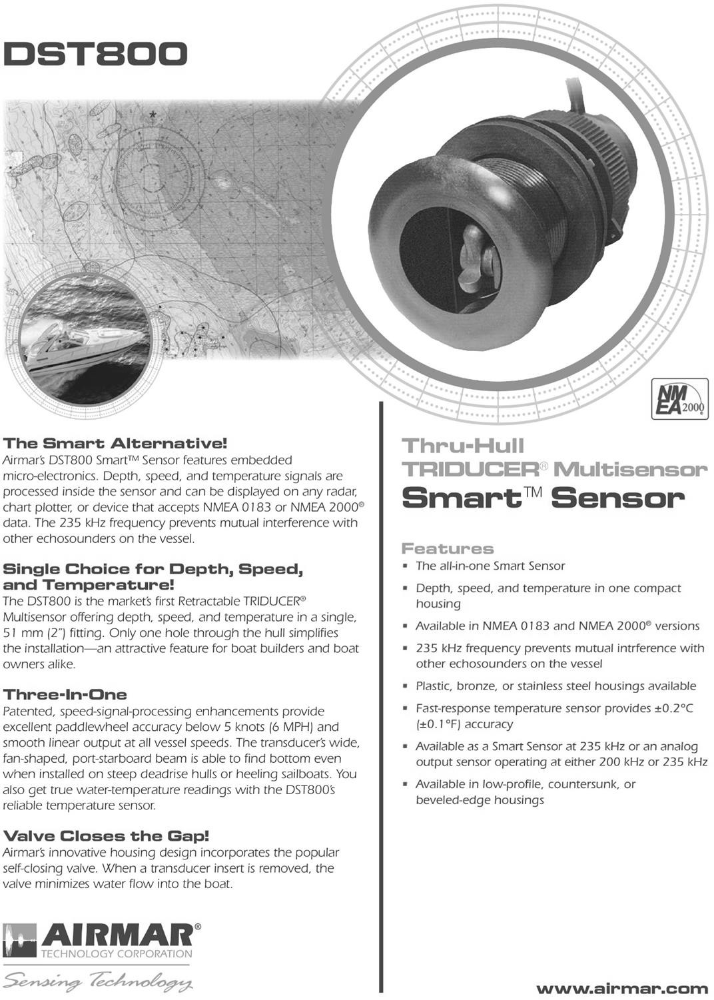 DST800
NM
EA2000®
The Smart Alternative!
Airmar's DST800 Smart™ Sensor features embedded
micro-electronics. Depth, speed, and temperature signals are
processed inside the sensor and can be displayed on any radar,
chart plotter, or device that accepts NMEA 0183 or NMEA 2000®
data. The 235 kHz frequency prevents mutual interference with
other echosounders on the vessel.
Single Choice for Depth, Speed,
and Temperature!
The DST800 is the market's first Retractable TRIDUCER®
Multisensor offering depth, speed, and temperature in a single,
51 mm (2") fitting. Only one hole through the hull simplifies
the installation—an attractive feature for boat builders and boat
owners alike.
Three-In-One
Patented, speed-signal-processing enhancements provide
excellent paddlewheel accuracy below 5 knots (6 MPH) and
smooth linear output at all vessel speeds. The transducer's wide,
fan-shaped, port-starboard beam is able to find bottom even
when installed on steep deadrise hulls or heeling sailboats. You
also get true water-temperature readings with the DST800's
reliable temperature sensor.
Valve Closes the Gap!
Airmar's innovative housing design incorporates the popular
self-closing valve. When a transducer insert is removed, the
valve minimizes water flow into the boat.
AIRMAR®
TECHNOLOGY CORPORATION
Sensing Technology
Thru-Hull
TRIDUCER® Multisensor
Smart™ Sensor
Features
▪ The all-in-one Smart Sensor
▪ Depth, speed, and temperature in one compact
housing
▪ Available in NMEA 0183 and NMEA 2000® versions
▪ 235 kHz frequency prevents mutual intrference with
other echosounders on the vessel
▪ Plastic, bronze, or stainless steel housings available
▪ Fast-response temperature sensor provides ±0.2°C
(±0.1°F) accuracy
▪ Available as a Smart Sensor at 235 kHz or an analog
output sensor operating at either 200 kHz or 235 kHz
▪ Available in low-profile, countersunk, or
beveled-edge housings
www.airmar.com